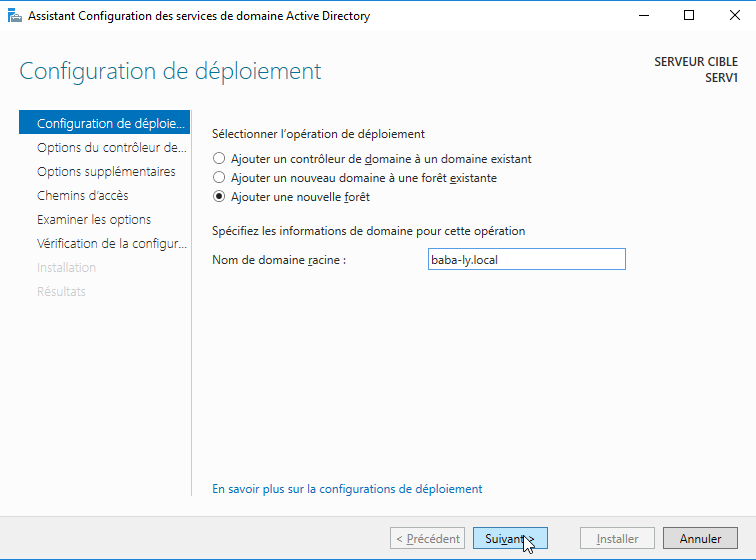 Assistant Configuration des services de domaine Active Directory
Configuration de déploiement
SERVEUR CIBLE
SERV1
Configuration de déploie...
Options du contrôleur de...
Options supplémentaires
Chemins d'accès
Examiner les options
Vérification de la configur...
Installation
Résultats
Sélectionner l'opération de déploiement
Ajouter un contrôleur de domaine à un domaine existant
Ajouter un nouveau domaine à une forêt existante
Ajouter une nouvelle forêt
Spécifiez les informations de domaine pour cette opération
Nom de domaine racine : baba-ly.local
En savoir plus sur la configurations de déploiement
< Précédent Suivant > Installer Annuler